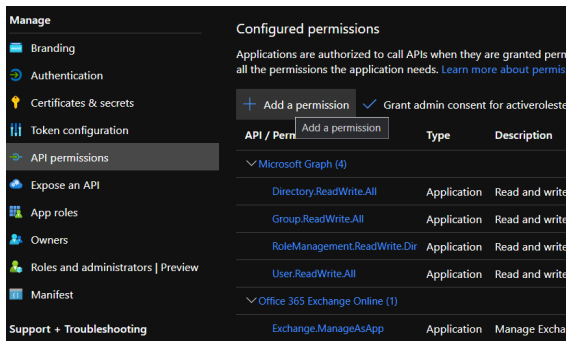 Manage
Branding
Authentication
Certificates & secrets
Token configuration
API permissions
Expose an API
App roles
Owners
Roles and administrators | Preview
Manifest
Support + Troubleshooting
Configured permissions
Applications are authorized to call APIs when they are granted perm
all the permissions the application needs. Learn more about permis
Add a permission Grant admin consent for activeroleste
Add a permission
API / Perm Type Description
Microsoft Graph (4)
Directory.ReadWrite.All Application Read and write
Group.ReadWrite.All Application Read and write
RoleManagement.ReadWrite.Dir Application Read and write
User.ReadWrite.All Application Read and write
Office 365 Exchange Online (1)
Exchange.ManageAsApp Application Manage Excha